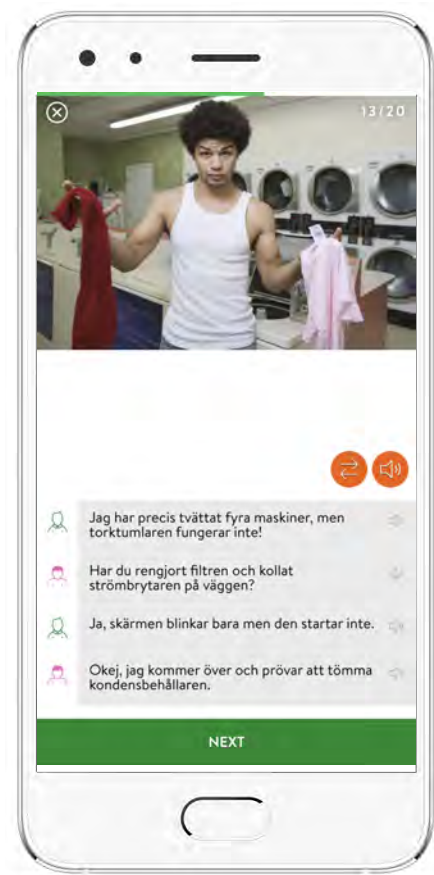 13/20
Jag har precis tvättat fyra maskiner, men
torktumlaren fungerar inte!
Har du rengjort filtren och kollat
strömbrytaren på väggen?
Ja, skärmen blinkar bara men den startar inte.
Okej, jag kommer över och prövar att tömma
kondensbehållaren.
NEXT